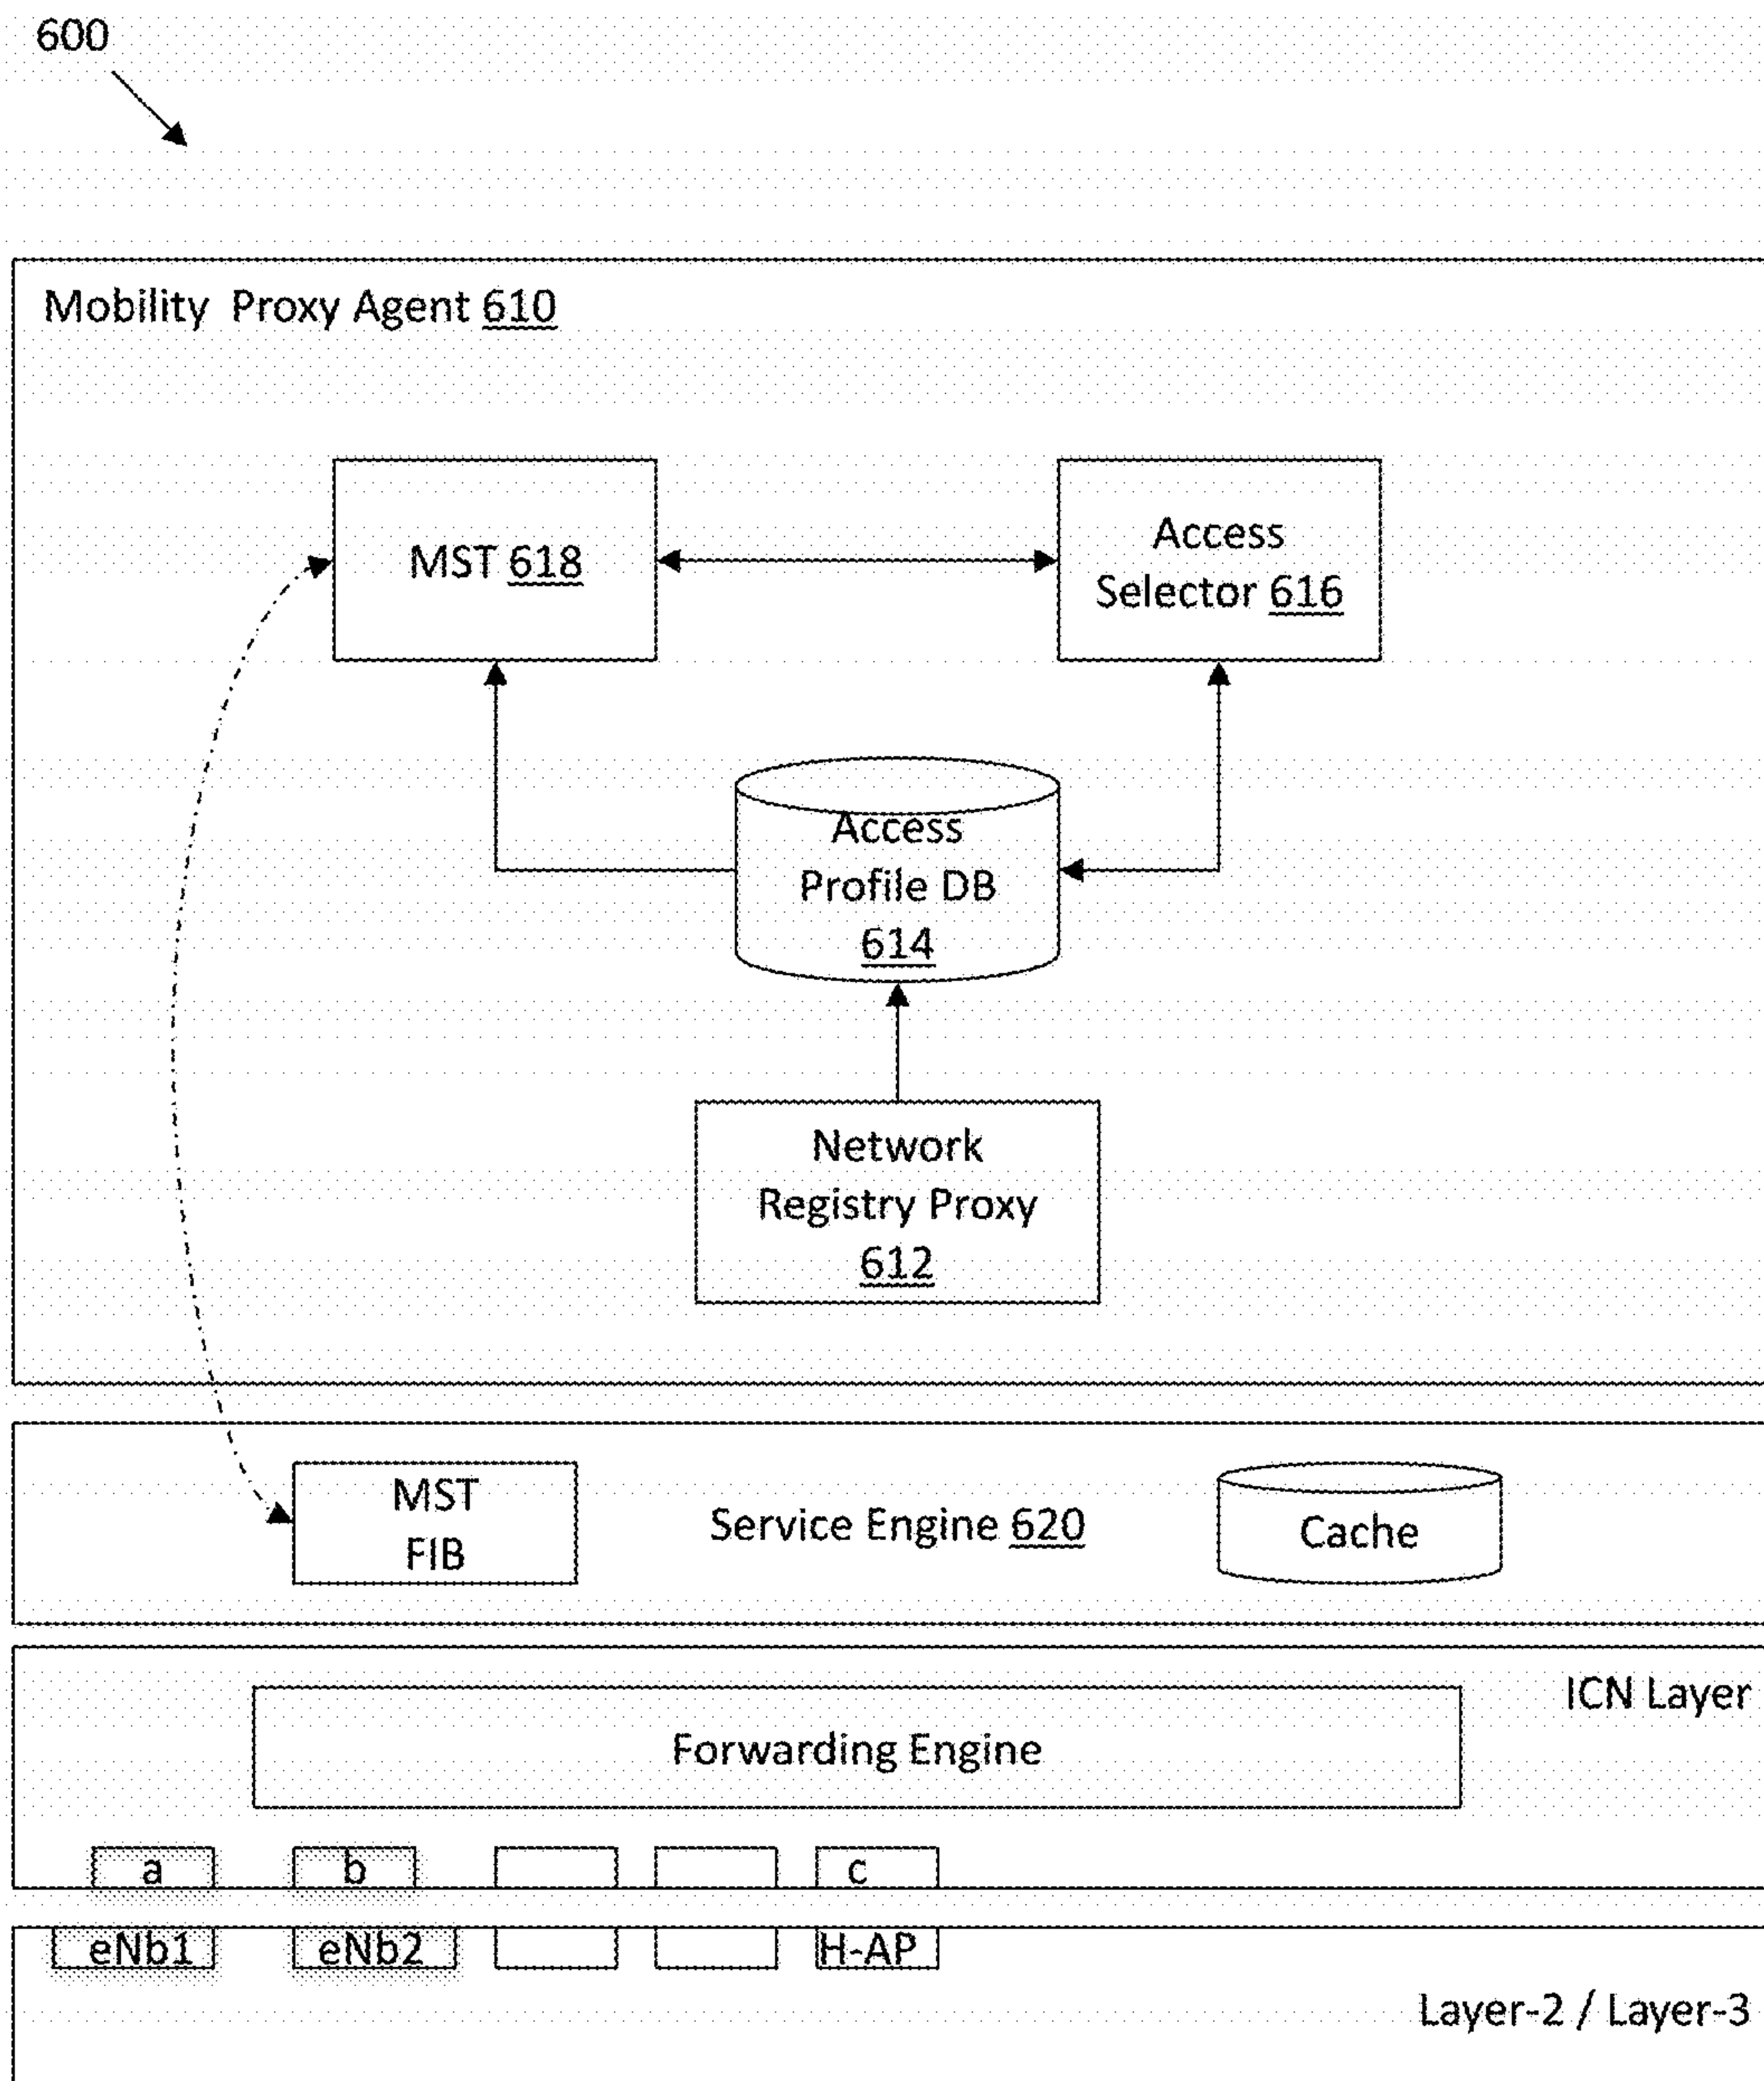 600
Mobility Proxy Agent 610
MST 618
Access
Selector 616
Access
Profile DB
614
Network
Registry Proxy
612
MST
FIB
Service Engine 620
Cache
ICN Layer
Forwarding Engine
a
b
c
eNb1
eNb2
H-AP
Layer-2 / Layer-3